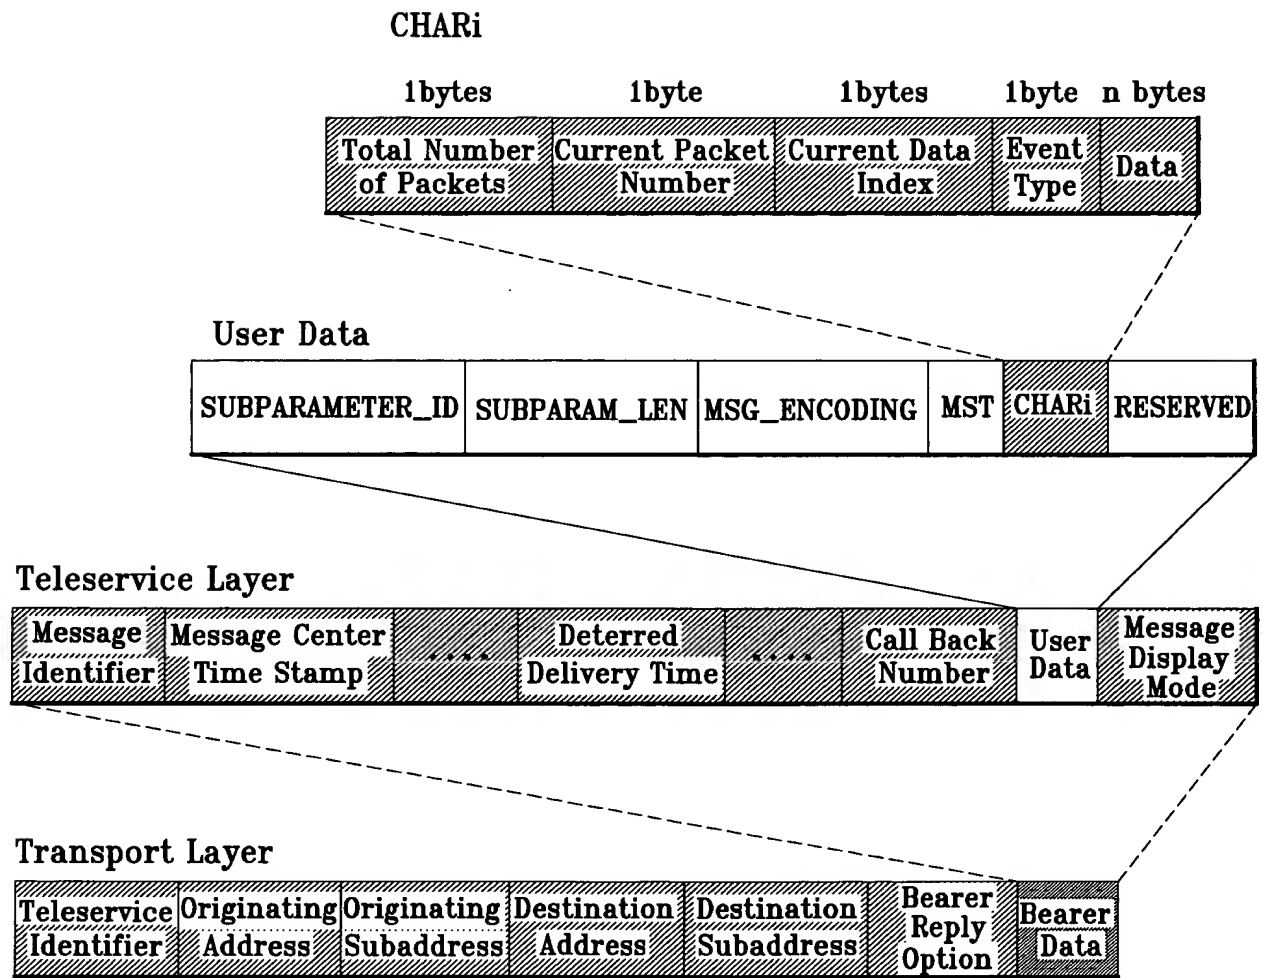 CHARi
1bytes 1byte 1bytes 1byte n bytes
Total Number Current Packet Current Data Event Data
of Packets Number Index Type
User Data
SUBPARAMETER_ID SUBPARAM_LEN MSG_ENCODING MST CHARi RESERVED
Teleservice Layer
Message Identifier
Message Center Time Stamp
....
Deterred Delivery Time
....
Call Back Number
User Data
Message Display Mode
Transport Layer
Teleservice Identifier
Originating Address
Originating Subaddress
Destination Address
Destination Subaddress
Bearer Reply Option
Bearer Data